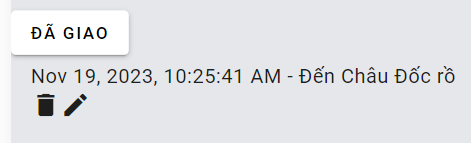 ĐÃ GIAO
Nov 19, 2023, 10:25:41 AM - Đến Châu Đốc rồ